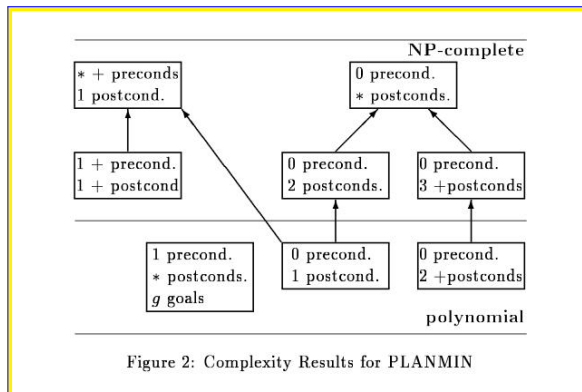 NP-complete
* + preconds
1 postcond.
0 precond.
* postconds.
1 + precond.
1 + postcond
0 precond.
2 postconds.
0 precond.
3 +postconds
1 precond.
* postconds.
g goals
0 precond.
1 postcond.
0 precond.
2 +postconds
polynomial
Figure 2: Complexity Results for PLANMIN